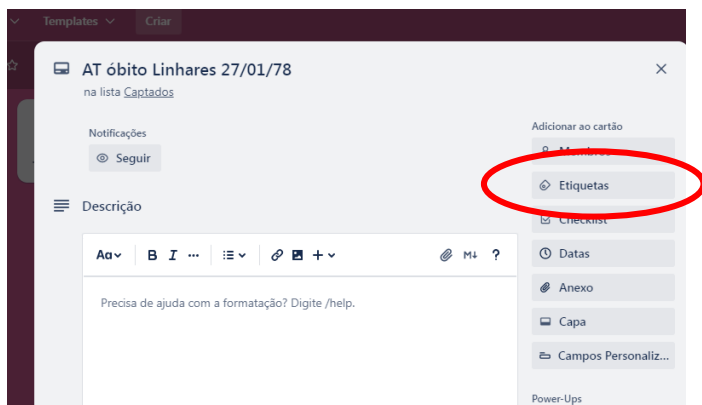 Templates Criar
AT óbito Linhares 27/01/78
na lista Captados
Notificações
Seguir
Descrição
Aa B I ... M↓ ?
Precisa de ajuda com a formatação? Digite /help.
Adicionar ao cartão
Membros
Etiquetas
Checklist
Datas
Anexo
Capa
Campos Personaliz...
Power-Ups